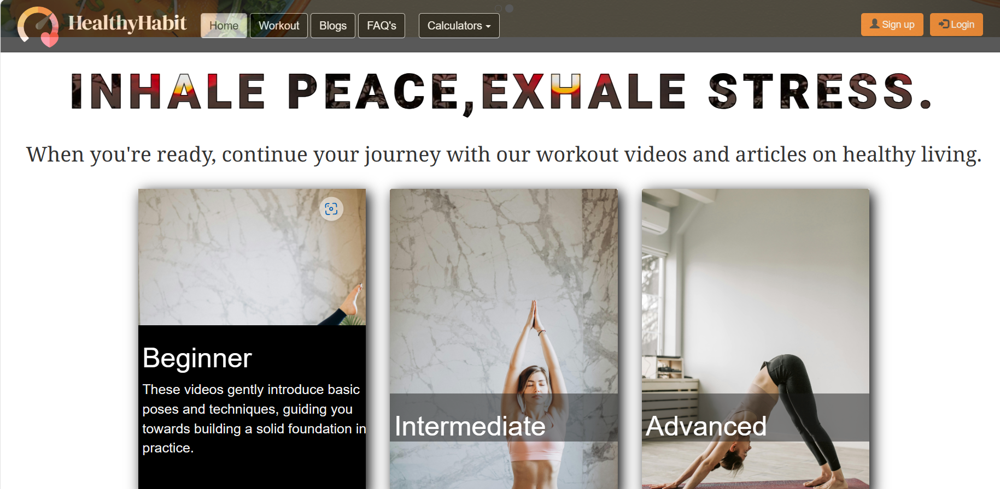 HealthyHabit
Home
Workout
Blogs
FAQ's
Calculators
Sign up
Login
INHALE PEACE,EXHALE STRESS.
When you're ready, continue your journey with our workout videos and articles on healthy living.
Beginner
These videos gently introduce basic
poses and techniques, guiding you
towards building a solid foundation in
practice.
Intermediate
Advanced